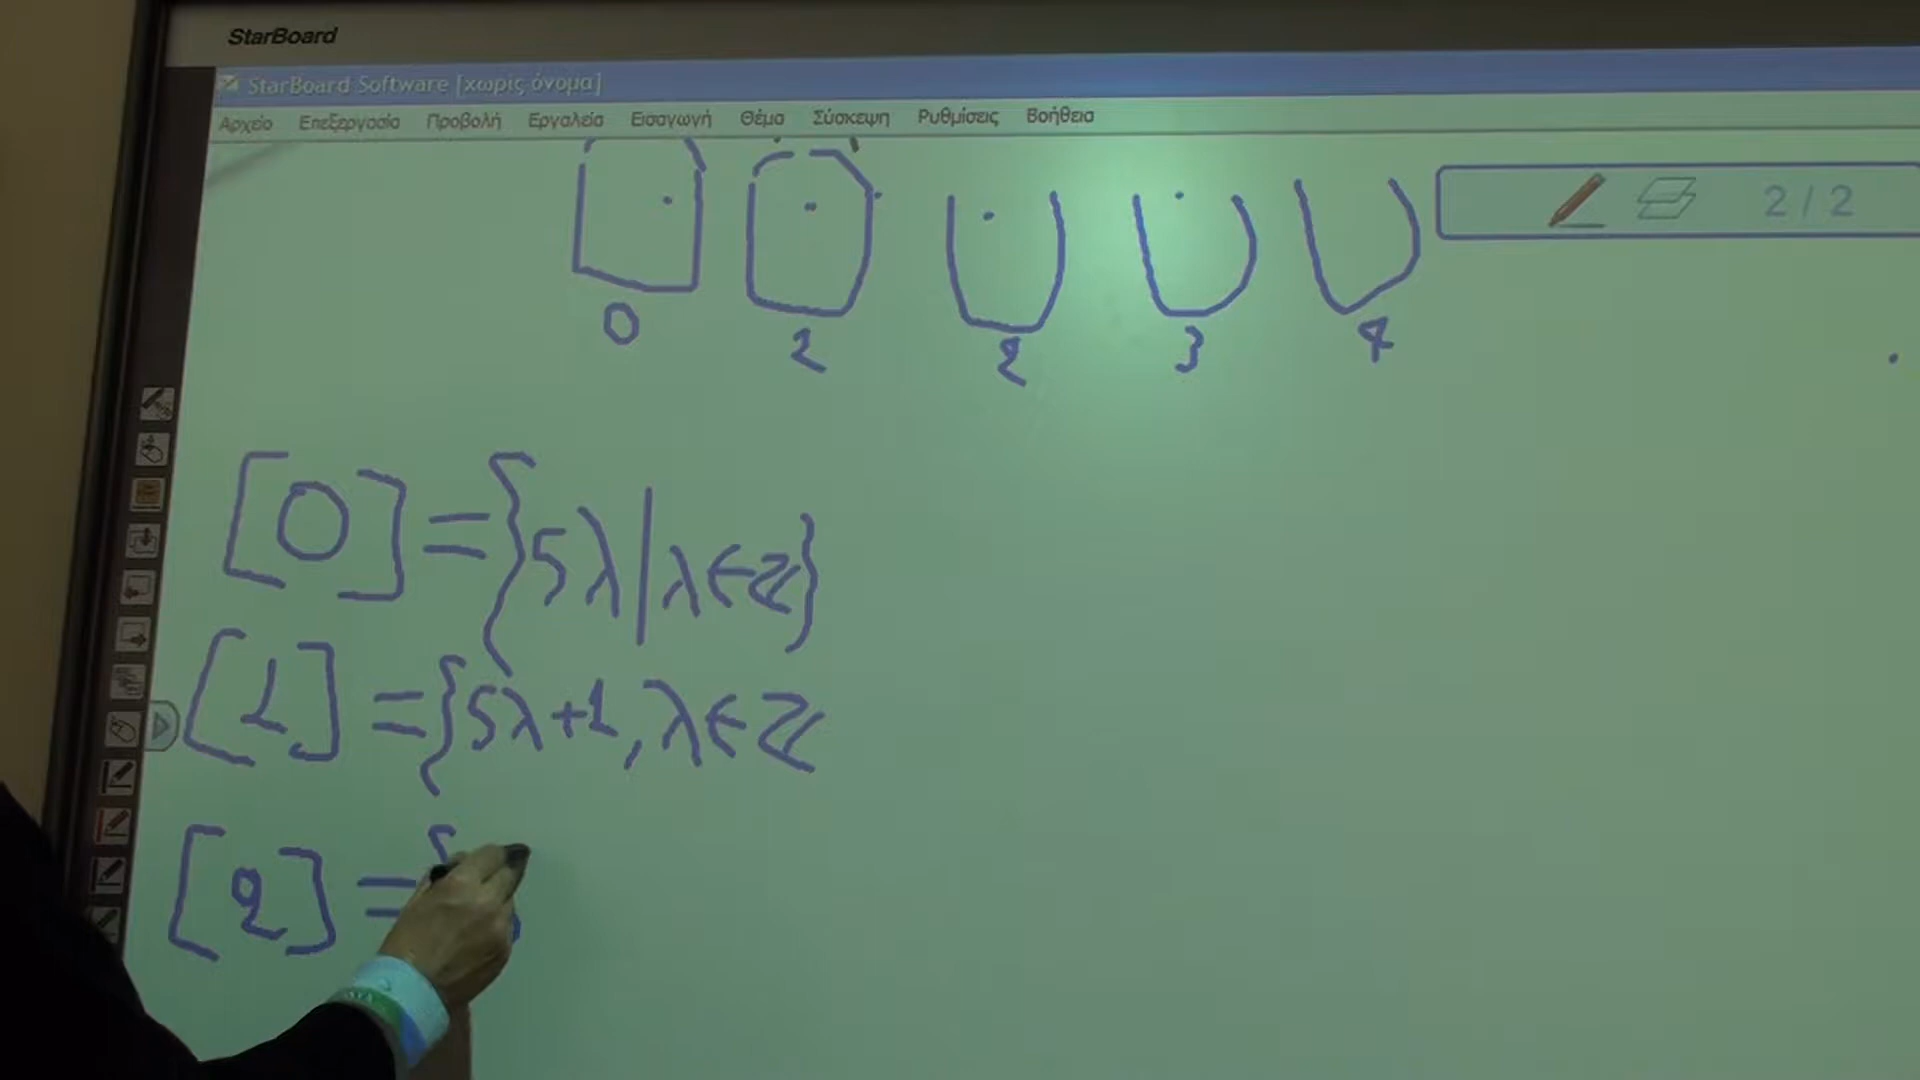 StarBoard
StarBoard Software [χωρίς όνομα]
Αρχείο Επεξεργασία Προβολή Εργαλεία Εισαγωγή Θέμα Σύσκεψη Ρυθμίσεις Βοήθεια
2 / 2
0 1 2 3 4
[0] = {5λ | λ ∈ ℤ}
[1] = {5λ+1, λ ∈ ℤ
[2] = {